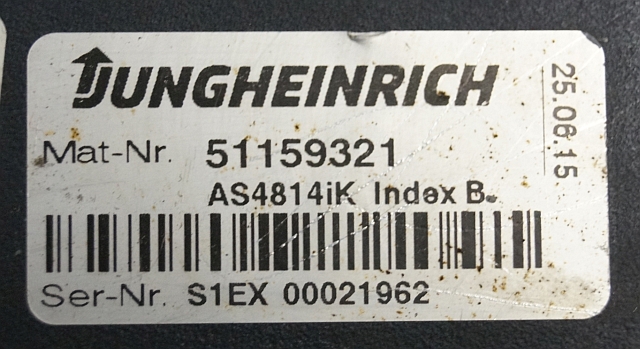 JUNGHEINRICH
25.06.15
Mat-Nr. 51159321
AS4814iK Index B.
Ser-Nr. S1EX 00021962